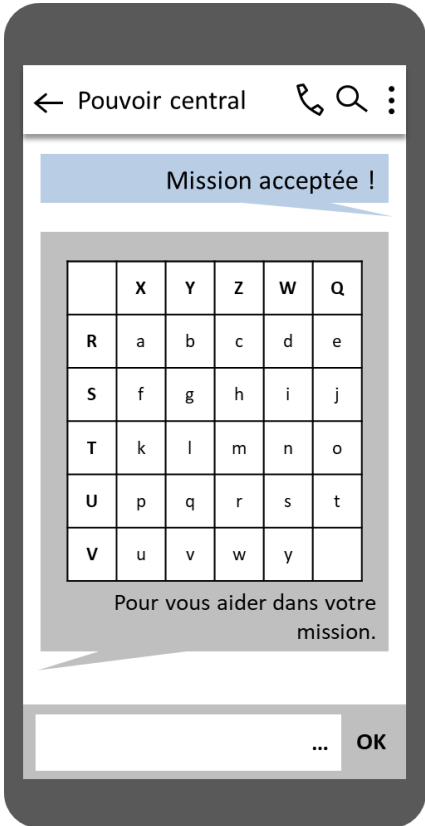 Pouvoir central
Mission acceptée !
X Y Z W Q
R a b c d e
S f g h i j
T k l m n o
U p q r s t
V u v w y
Pour vous aider dans votre
mission.
... OK